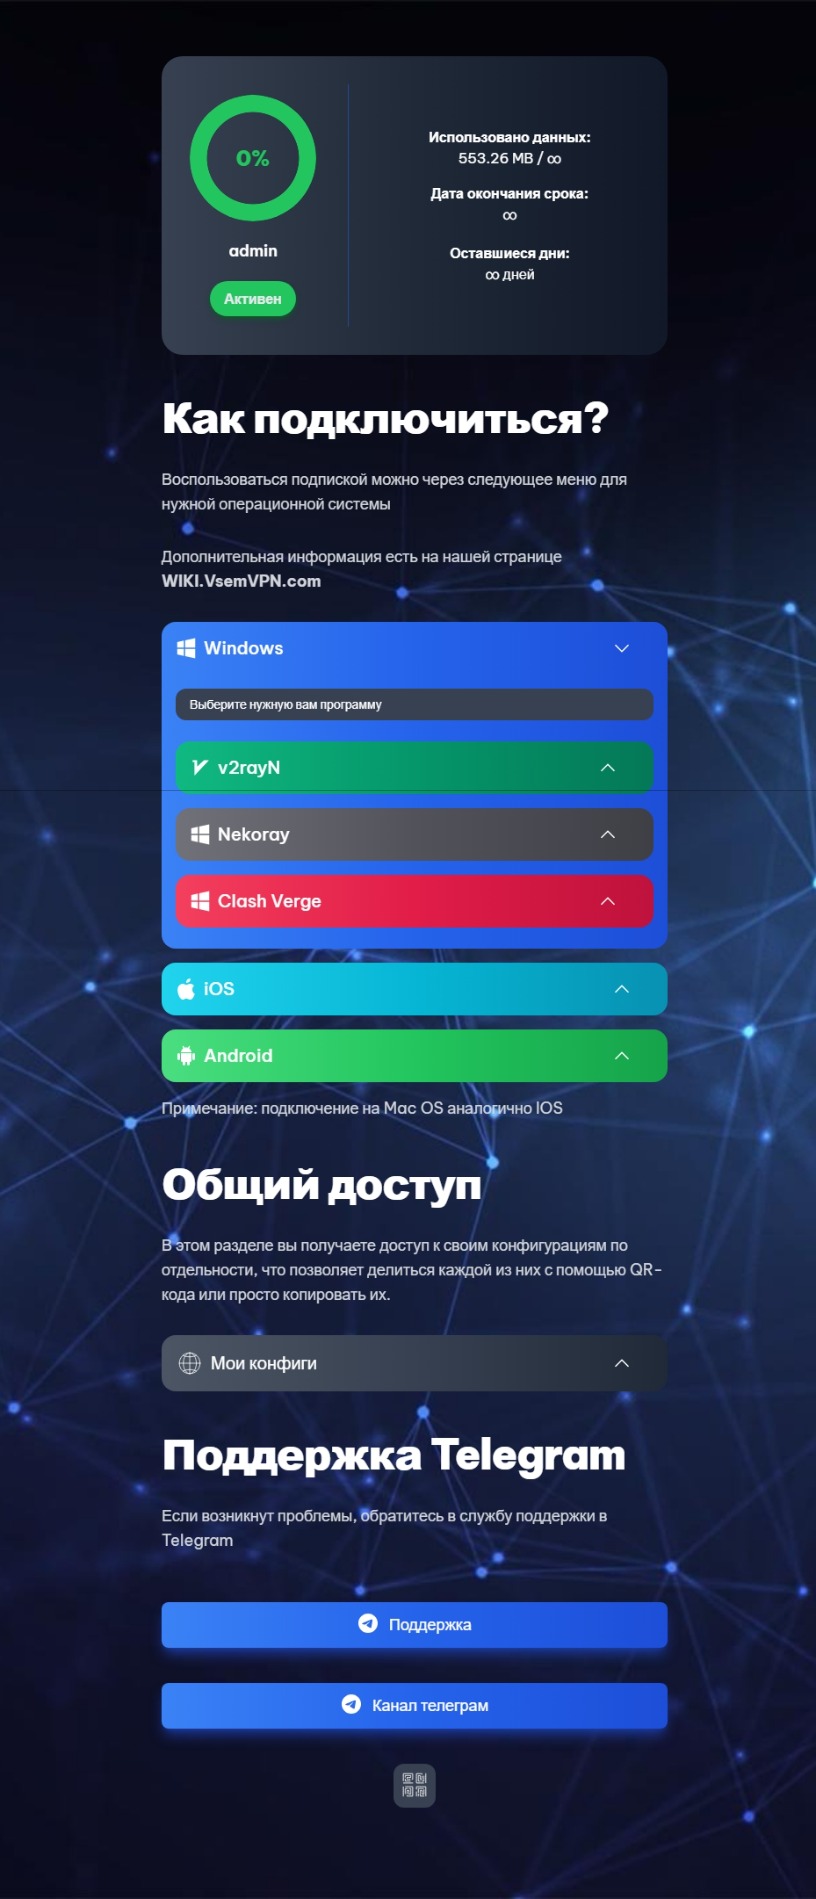 0%
admin
Активен
Использовано данных:
553.26 MB / ∞
Дата окончания срока:
∞
Оставшиеся дни:
∞ дней
Как подключиться?
Воспользоваться подпиской можно через следующее меню для
нужной операционной системы
Дополнительная информация есть на нашей странице
WIKI.VsemVPN.com
Windows
Выберите нужную вам программу
v2rayN
Nekoray
Clash Verge
iOS
Android
Примечание: подключение на Mac OS аналогично IOS
Общий доступ
В этом разделе вы получаете доступ к своим конфигурациям по
отдельности, что позволяет делиться каждой из них с помощью QR-
кода или просто копировать их.
Мои конфиги
Поддержка Telegram
Если возникнут проблемы, обратитесь в службу поддержки в
Telegram
Поддержка
Канал телеграм